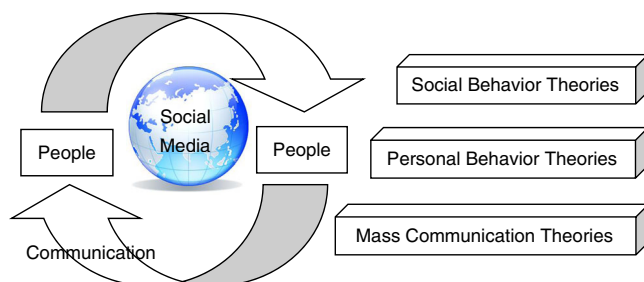 Social Behavior Theories
Social
Media
People
People
Personal Behavior Theories
Mass Communication Theories
Communication